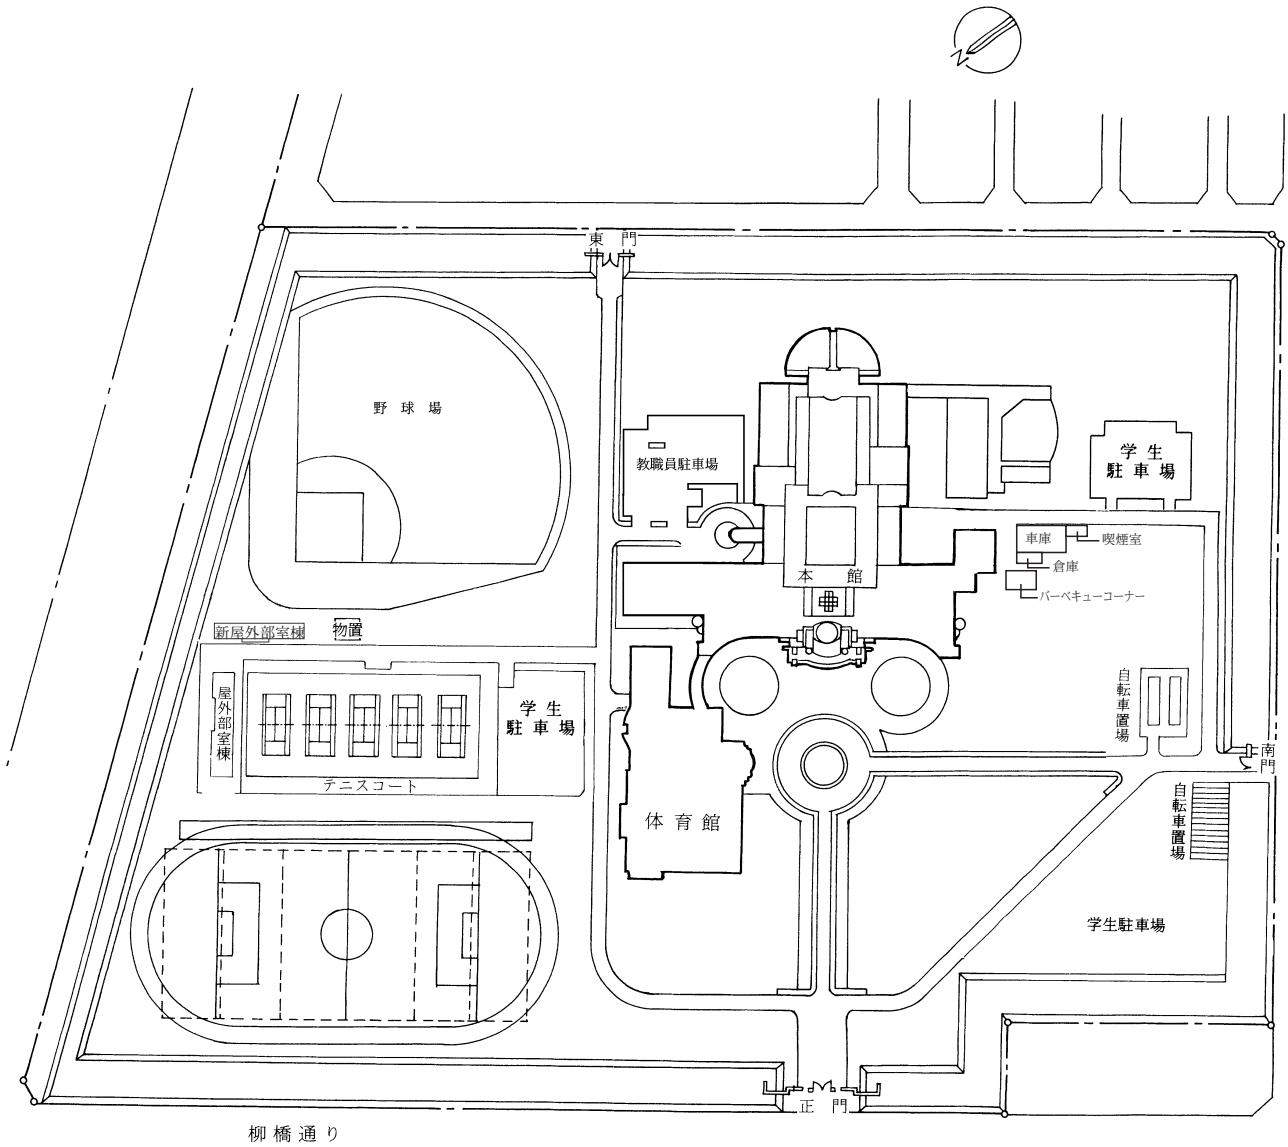 N
東門
野球場
教職員駐車場
学生
駐車場
車庫
喫煙室
倉庫
バーベキューコーナー
本館
新屋外部室棟
物置
屋外部室棟
学生
駐車場
テニスコート
自転車置場
南門
自転車置場
体育館
学生駐車場
正門
柳橋通り